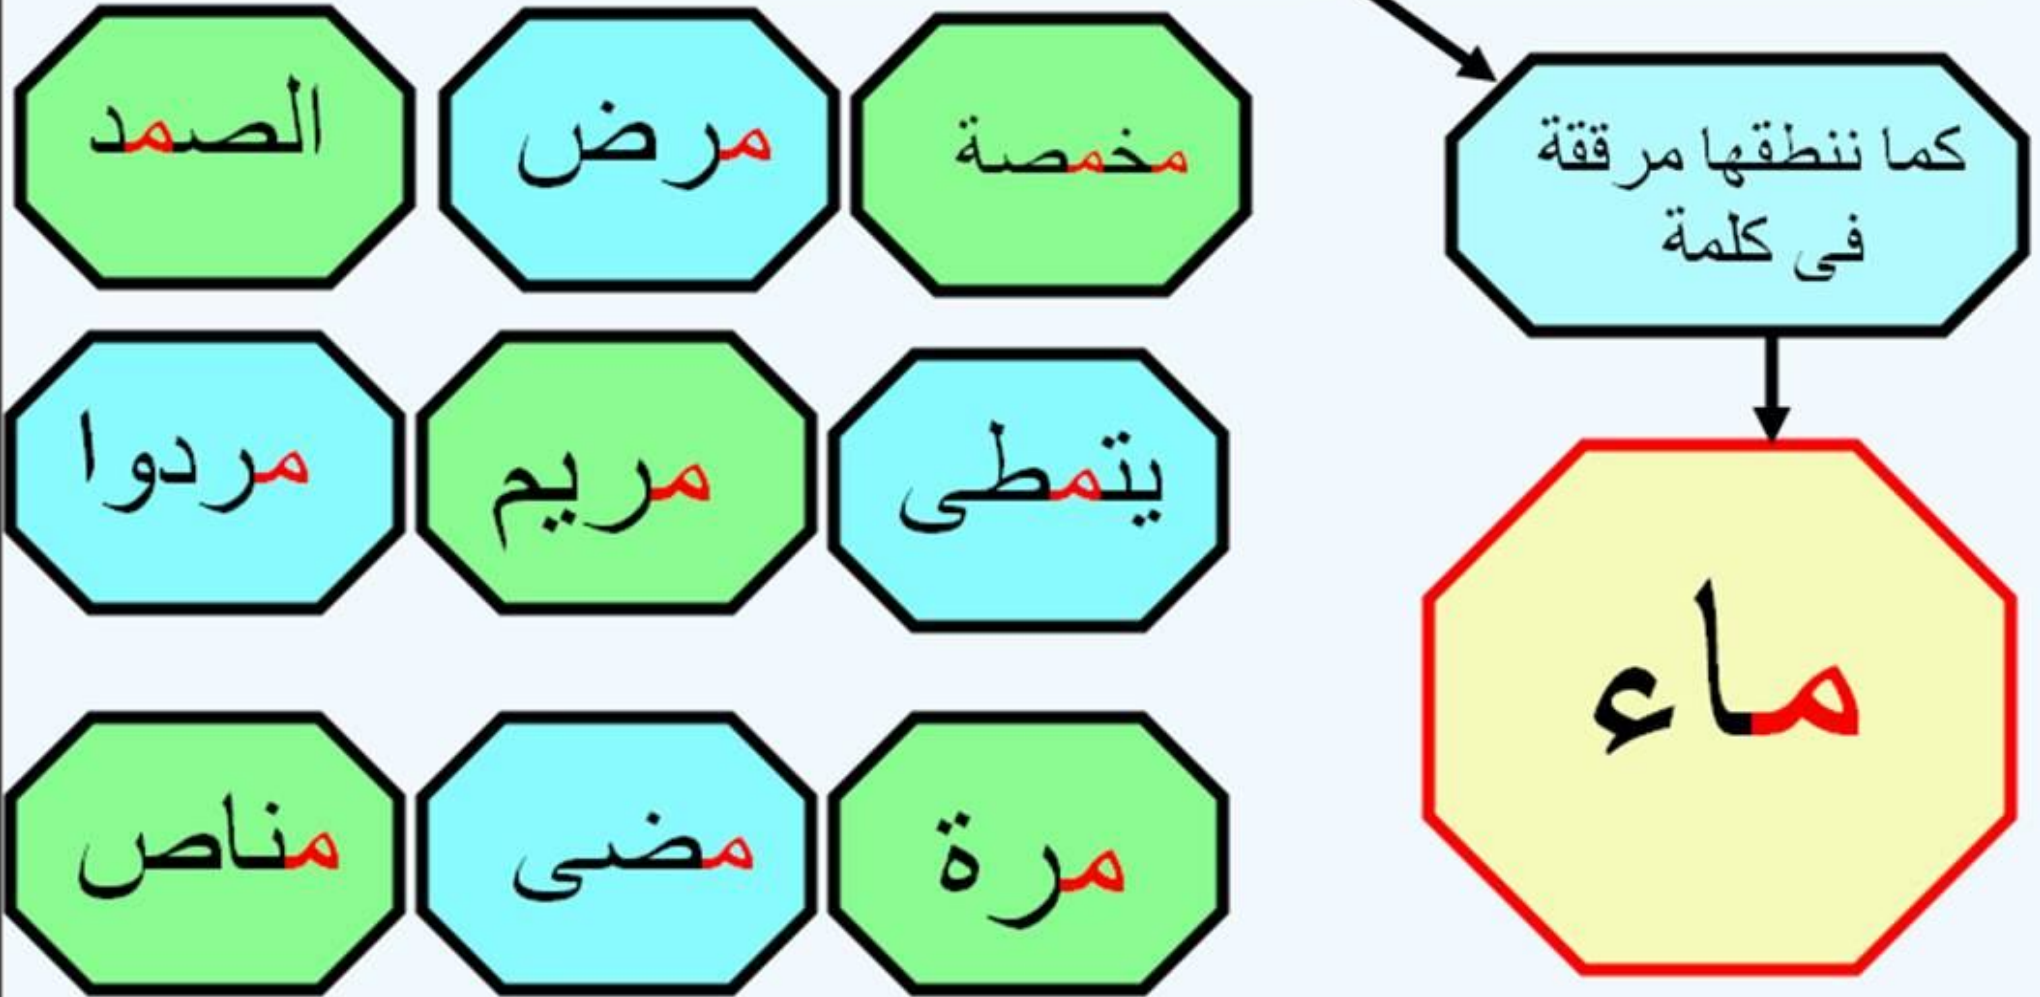 كما ننطقها مرققة
فى كلمة
ماء
مخمصة
مرض
الصمد
يتمطى
مريم
مردوا
مرة
مضى
مناص